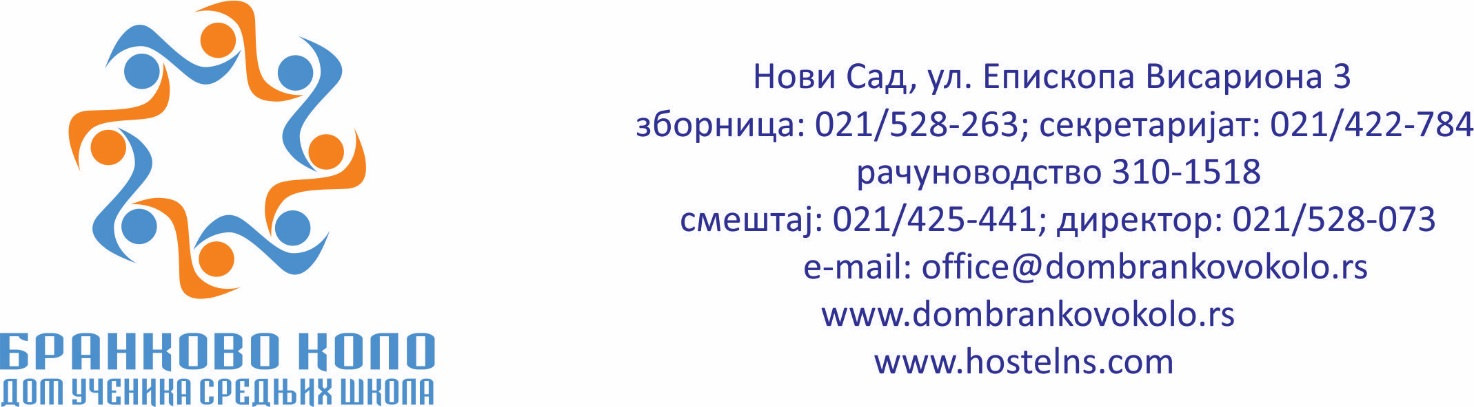 БРАНКОВО КОЛО
ДОМ УЧЕНИКА СРЕДЊИХ ШКОЛА
Нови Сад, ул. Епископа Висариона 3
зборница: 021/528-263; секретаријат: 021/422-784
рачуноводство 310-1518
смештај: 021/425-441; директор: 021/528-073
e-mail: office@dombrankovokolo.rs
www.dombrankovokolo.rs
www.hostelns.com